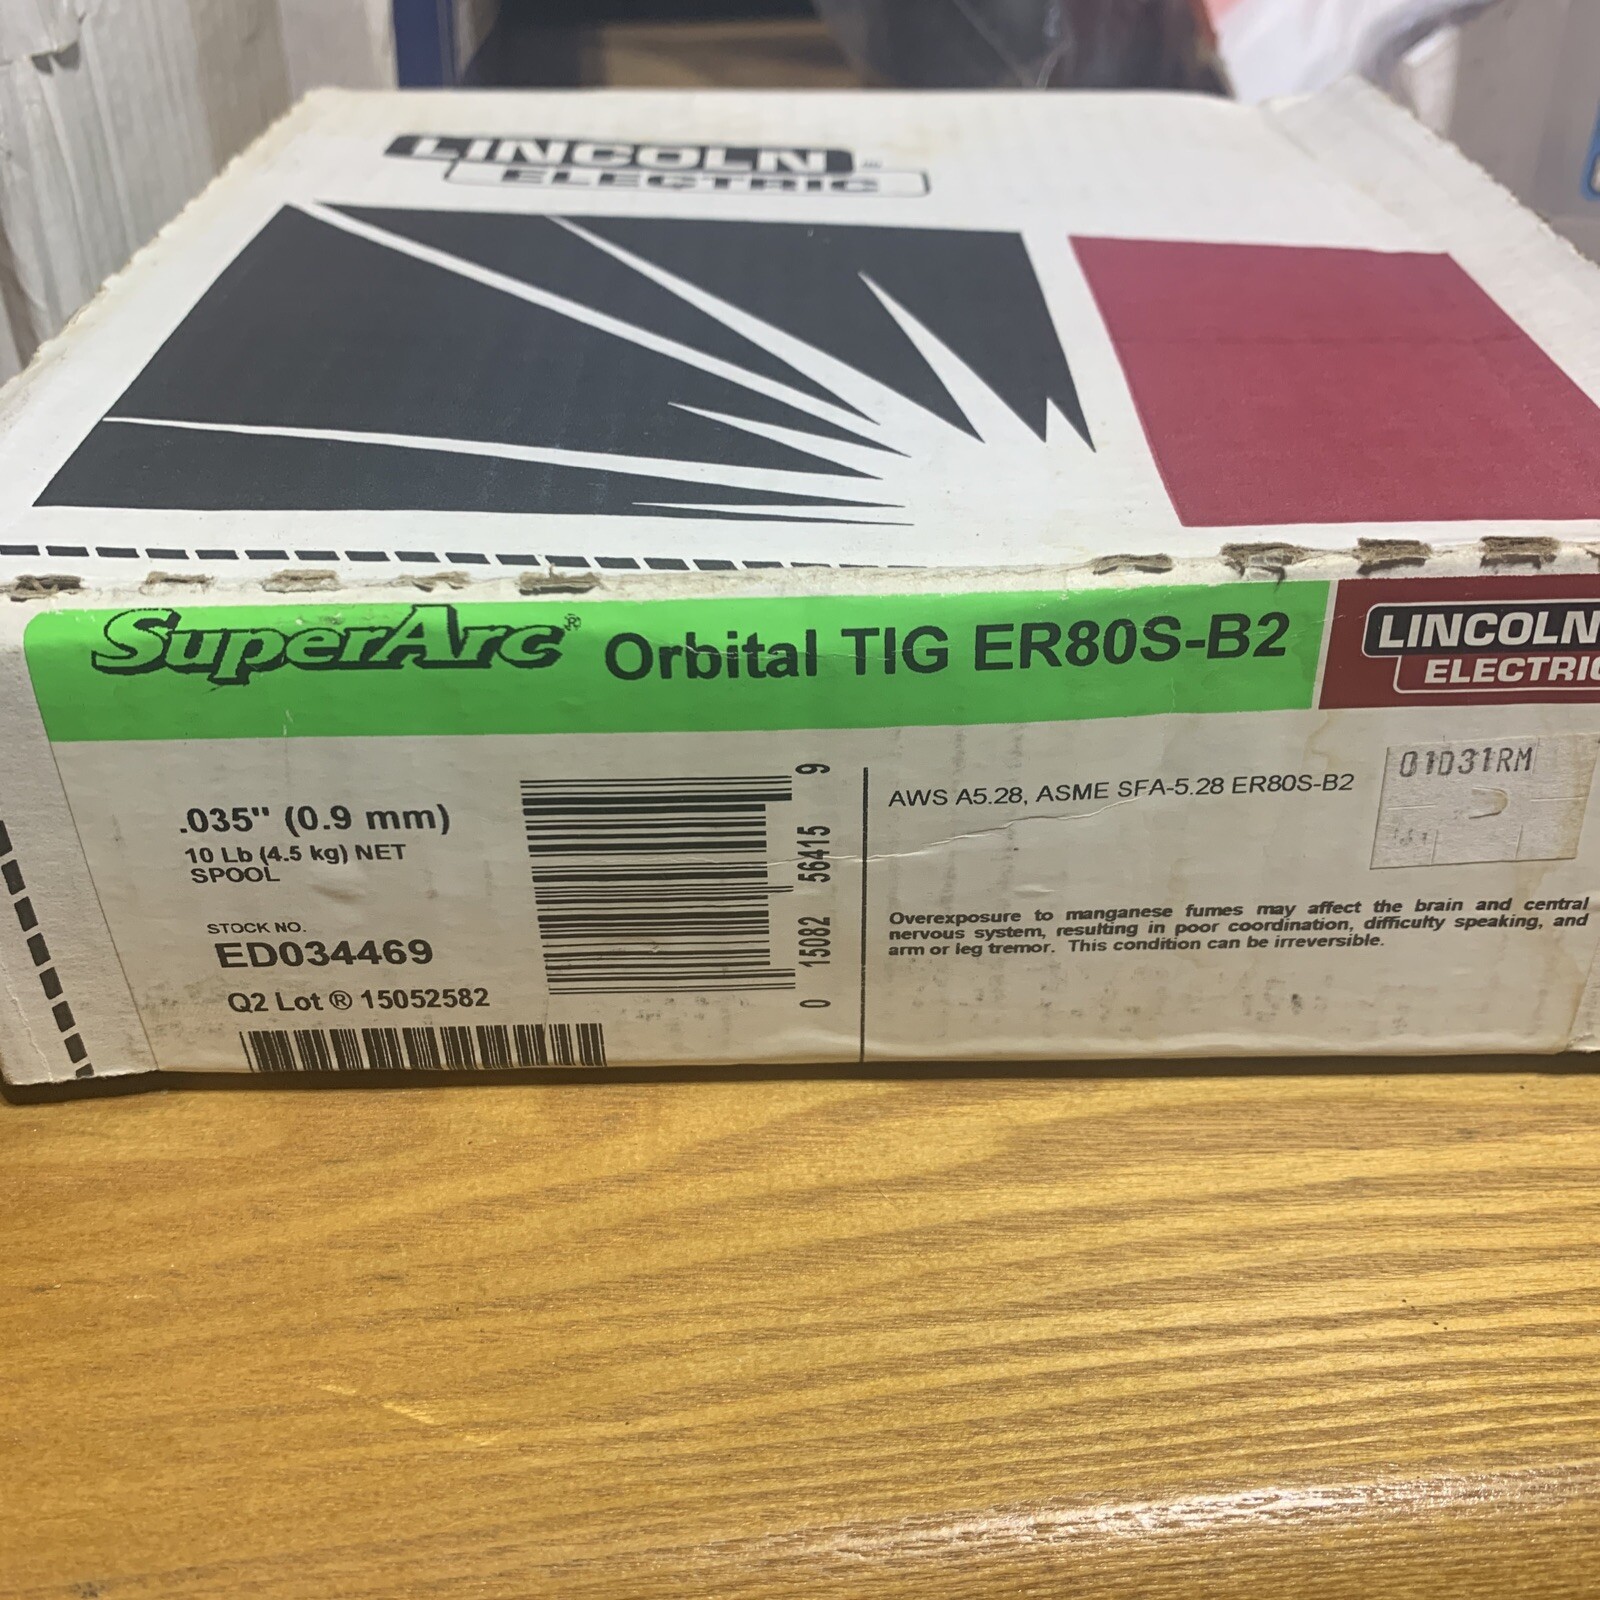 LINCOLN ®
ELECTRIC
SuperArc® Orbital TIG ER80S-B2
LINCOLN
ELECTRIC
.035" (0.9 mm)
10 Lb (4.5 kg) NET
SPOOL
STOCK NO.
ED034469
Q2 Lot ® 15052582
0 15082 56415 9
AWS A5.28, ASME SFA-5.28 ER80S-B2
01D31RM
Overexposure to manganese fumes may affect the brain and central
nervous system, resulting in poor coordination, difficulty speaking, and
arm or leg tremor. This condition can be irreversible.